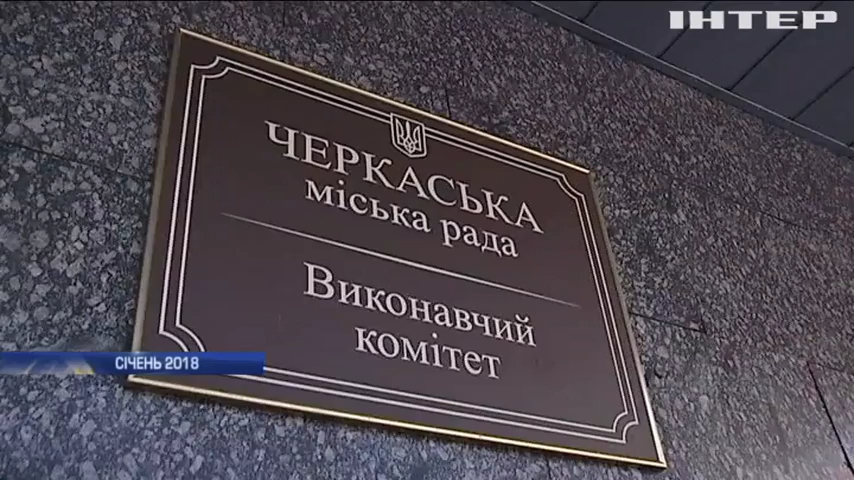 ІНТЕР
ЧЕРКАСЬКА
міська рада
Виконавчий
комітет
СІЧЕНЬ 2018